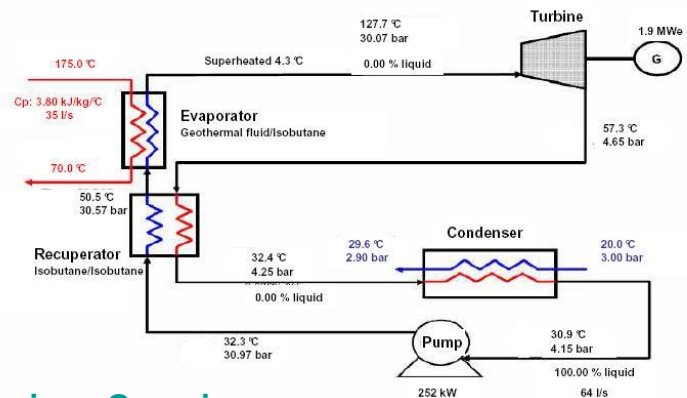 Turbine
127.7 °C
30.07 bar
1.9 MWe
Superheated 4.3 °C
0.00 % liquid
G
175.0 °C
Cp: 3.80 kJ/kg/°C
35 l/s
Evaporator
Geothermal fluid/Isobutane
57.3 °C
4.65 bar
70.0 °C
50.5 °C
30.57 bar
Recuperator
Isobutane/Isobutane
32.4 °C
4.25 bar
0.00 % liquid
Condenser
29.6 °C
2.90 bar
20.0 °C
3.00 bar
32.3 °C
30.97 bar
Pump
30.9 °C
4.15 bar
100.00 % liquid
252 kW
64 l/s